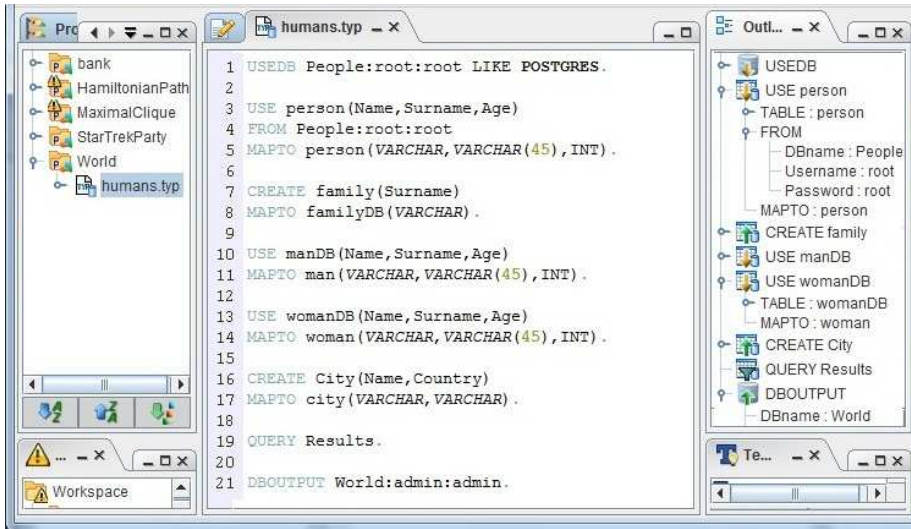 Pro
bank
HamiltonianPath
MaximalClique
StarTrekParty
World
humans.typ
...
Workspace
humans.typ
1 USEDB People:root:root LIKE POSTGRES.
2
3 USE person(Name,Surname,Age)
4 FROM People:root:root
5 MAPTO person(VARCHAR,VARCHAR(45),INT).
6
7 CREATE family(Surname)
8 MAPTO familyDB(VARCHAR).
9
10 USE manDB(Name,Surname,Age)
11 MAPTO man(VARCHAR,VARCHAR(45),INT).
12
13 USE womanDB(Name,Surname,Age)
14 MAPTO woman(VARCHAR,VARCHAR(45),INT).
15
16 CREATE City(Name,Country)
17 MAPTO city(VARCHAR,VARCHAR).
18
19 QUERY Results.
20
21 DBOUTPUT World:admin:admin.
Outl...
USEDB
USE person
TABLE : person
FROM
DBname : People
Username : root
Password : root
MAPTO : person
CREATE family
USE manDB
USE womanDB
TABLE : womanDB
MAPTO : woman
CREATE City
QUERY Results
DBOUTPUT
DBname : World
Te...